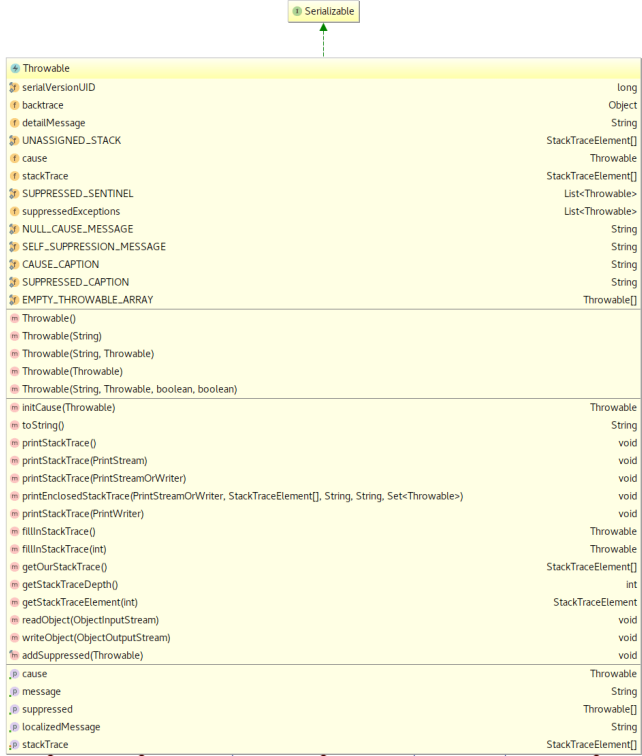 Serializable
Throwable
serialVersionUID long
backtrace Object
detailMessage String
UNASSIGNED_STACK StackTraceElement[]
cause Throwable
stackTrace StackTraceElement[]
SUPPRESSED_SENTINEL List<Throwable>
suppressedExceptions List<Throwable>
NULL_CAUSE_MESSAGE String
SELF_SUPPRESSION_MESSAGE String
CAUSE_CAPTION String
SUPPRESSED_CAPTION String
EMPTY_THROWABLE_ARRAY Throwable[]
Throwable()
Throwable(String)
Throwable(String, Throwable)
Throwable(Throwable)
Throwable(String, Throwable, boolean, boolean)
initCause(Throwable) Throwable
toString() String
printStackTrace() void
printStackTrace(PrintStream) void
printStackTrace(PrintStreamOrWriter) void
printEnclosedStackTrace(PrintStreamOrWriter, StackTraceElement[], String, String, Set<Throwable>) void
printStackTrace(PrintWriter) void
fillInStackTrace() Throwable
fillInStackTrace(int) Throwable
getOurStackTrace() StackTraceElement[]
getStackTraceDepth() int
getStackTraceElement(int) StackTraceElement
readObject(ObjectInputStream) void
writeObject(ObjectOutputStream) void
addSuppressed(Throwable) void
cause Throwable
message String
suppressed Throwable[]
localizedMessage String
stackTrace StackTraceElement[]